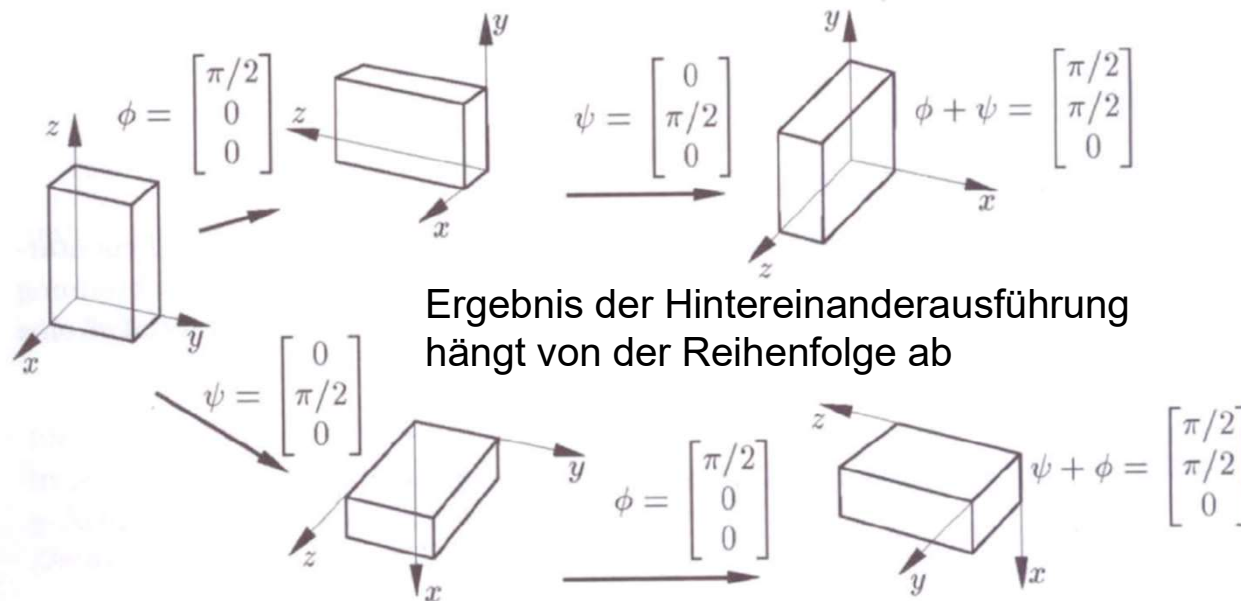 y
y
z
ϕ = [π/2 0 0]
z
x
ψ = [0 π/2 0]
ϕ + ψ = [π/2 π/2 0]
x
z
x
y
Ergebnis der Hintereinanderausführung
hängt von der Reihenfolge ab
ψ = [0 π/2 0]
y
z
x
ϕ = [π/2 0 0]
z
y
x
ψ + ϕ = [π/2 π/2 0]